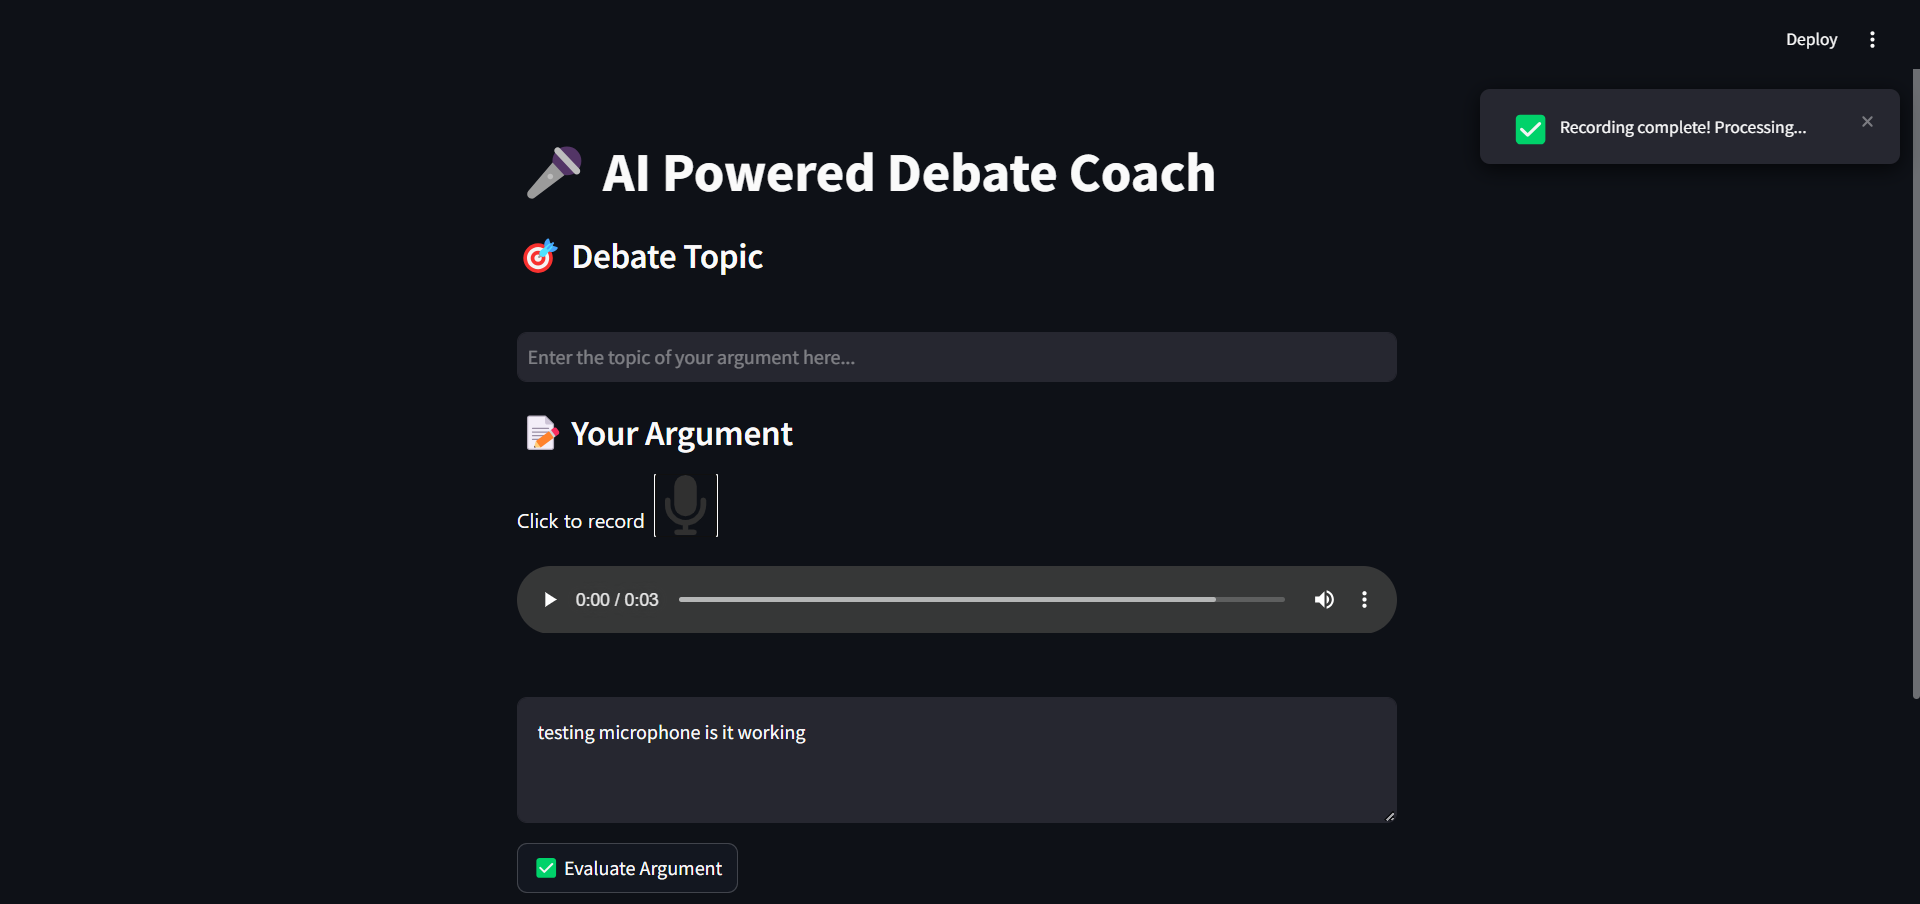 Deploy
Recording complete! Processing...
AI Powered Debate Coach
Debate Topic
Enter the topic of your argument here...
Your Argument
Click to record
0:00 / 0:03
testing microphone is it working
Evaluate Argument